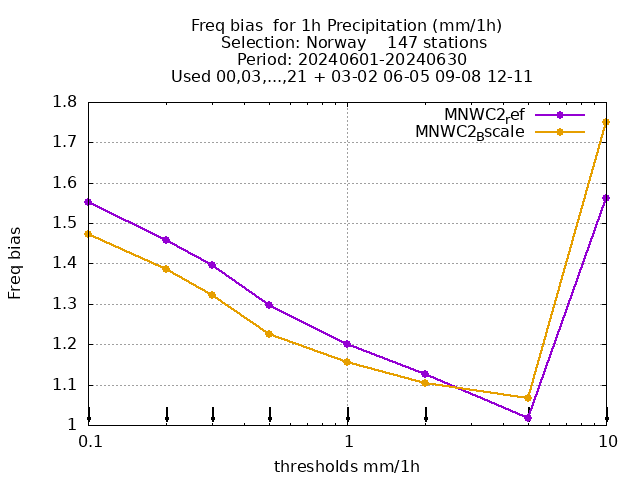 Freq bias  for 1h Precipitation (mm/1h)
Selection: Norway    147 stations
Period: 20240601-20240630
Used 00,03,...,21 + 03-02 06-05 09-08 12-11
MNWC2_ref
MNWC2_Bscale
1.8
1.7
1.6
1.5
1.4
1.3
1.2
1.1
1
Freq bias
0.1 1 10
thresholds mm/1h